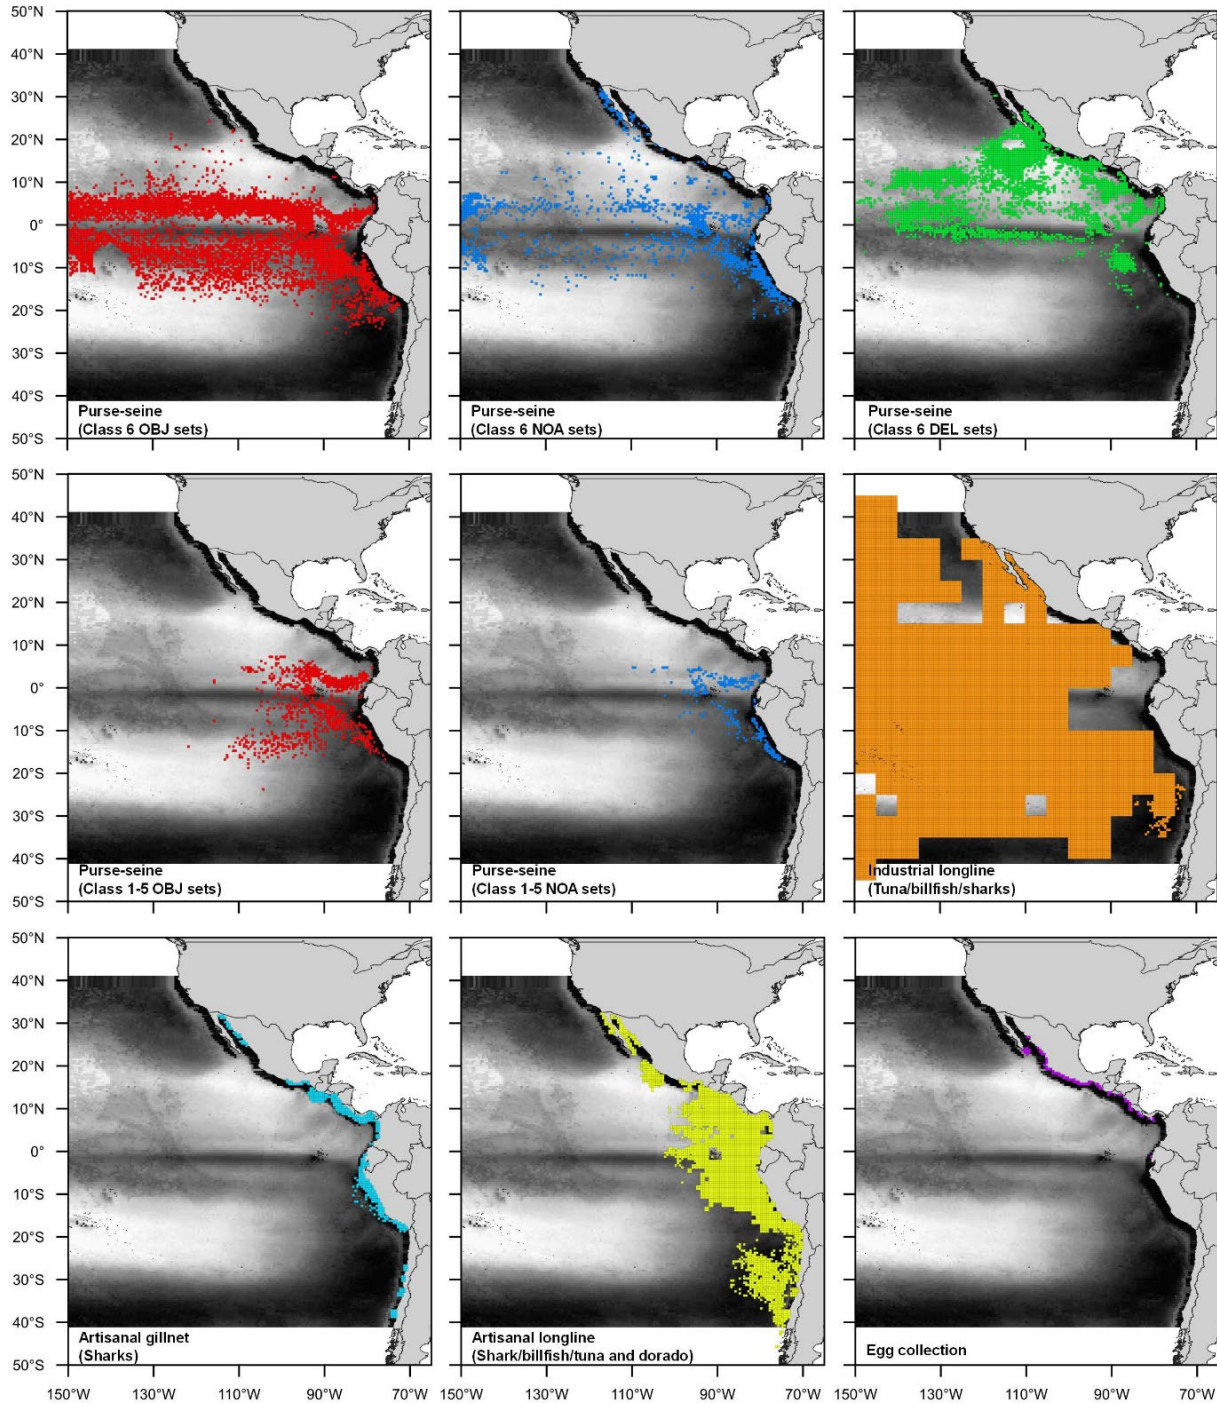 50°N
40°N
30°N
20°N
10°N
0°
10°S
20°S
30°S
40°S
50°S
Purse-seine
(Class 6 OBJ sets)
Purse-seine
(Class 6 NOA sets)
Purse-seine
(Class 6 DEL sets)
50°N
40°N
30°N
20°N
10°N
0°
10°S
20°S
30°S
40°S
50°S
Purse-seine
(Class 1-5 OBJ sets)
Purse-seine
(Class 1-5 NOA sets)
Industrial longline
(Tuna/billfish/sharks)
50°N
40°N
30°N
20°N
10°N
0°
10°S
20°S
30°S
40°S
50°S
Artisanal gillnet
(Sharks)
Artisanal longline
(Shark/billfish/tuna and dorado)
Egg collection
150°W 130°W 110°W 90°W 70°W 150°W 130°W 110°W 90°W 70°W 150°W 130°W 110°W 90°W 70°W